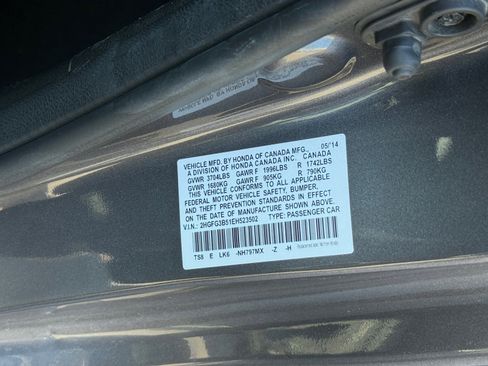 VEHICLE MFD. BY HONDA OF CANADA MFG., 05/14
A DIVISION OF HONDA CANADA INC. CANADA
GVWR 3704LBS GAWR F 1996LBS R 1742LBS
GVWR 1680KG GAWR F 905KG R 790KG
THIS VEHICLE CONFORMS TO ALL APPLICABLE
FEDERAL MOTOR VEHICLE SAFETY, BUMPER,
AND THEFT PREVENTION STANDARDS IN EFFECT ON
THE DATE OF MANUFACTURE SHOWN ABOVE.
V.I.N.: 2HGFG3B51EH523502 TYPE: PASSENGER CAR
TS8 E LK6 -NH797MX -Z -H